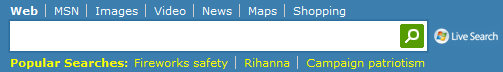 Web | MSN | Images | Video | News | Maps | Shopping
Live Search
Popular Searches: Fireworks safety | Rihanna | Campaign patriotism